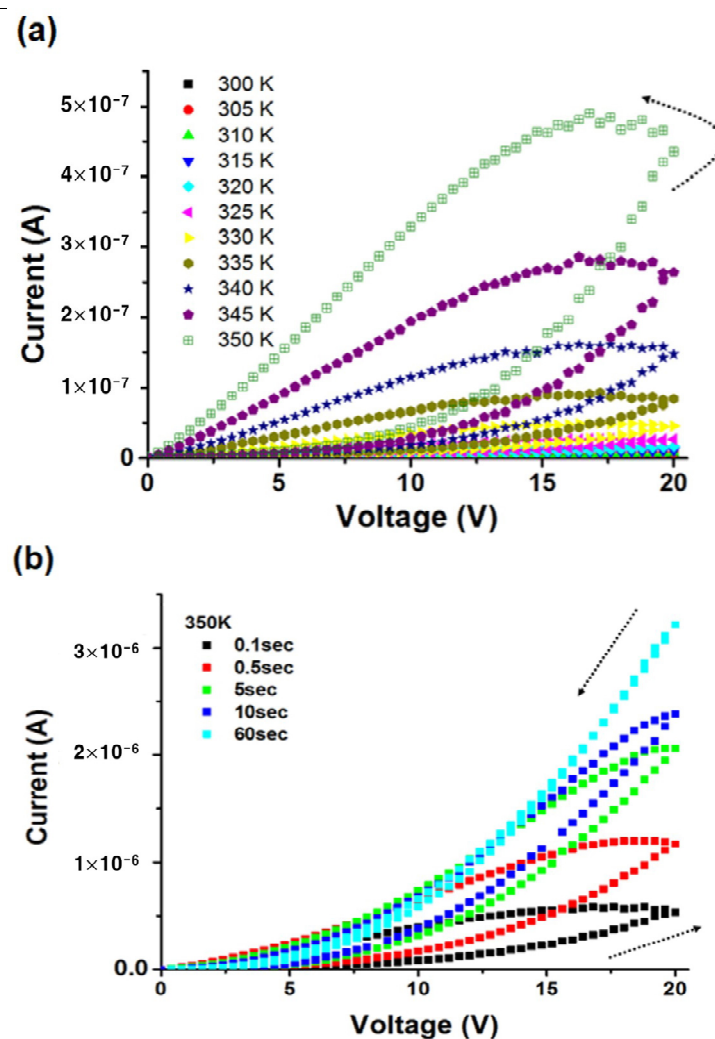 (a)
300 K
305 K
310 K
315 K
320 K
325 K
330 K
335 K
340 K
345 K
350 K
5×10⁻⁷
4×10⁻⁷
3×10⁻⁷
2×10⁻⁷
1×10⁻⁷
0
Current (A)
0 5 10 15 20
Voltage (V)
(b)
350K
0.1sec
0.5sec
5sec
10sec
60sec
3×10⁻⁶
2×10⁻⁶
1×10⁻⁶
0.0
Current (A)
0 5 10 15 20
Voltage (V)